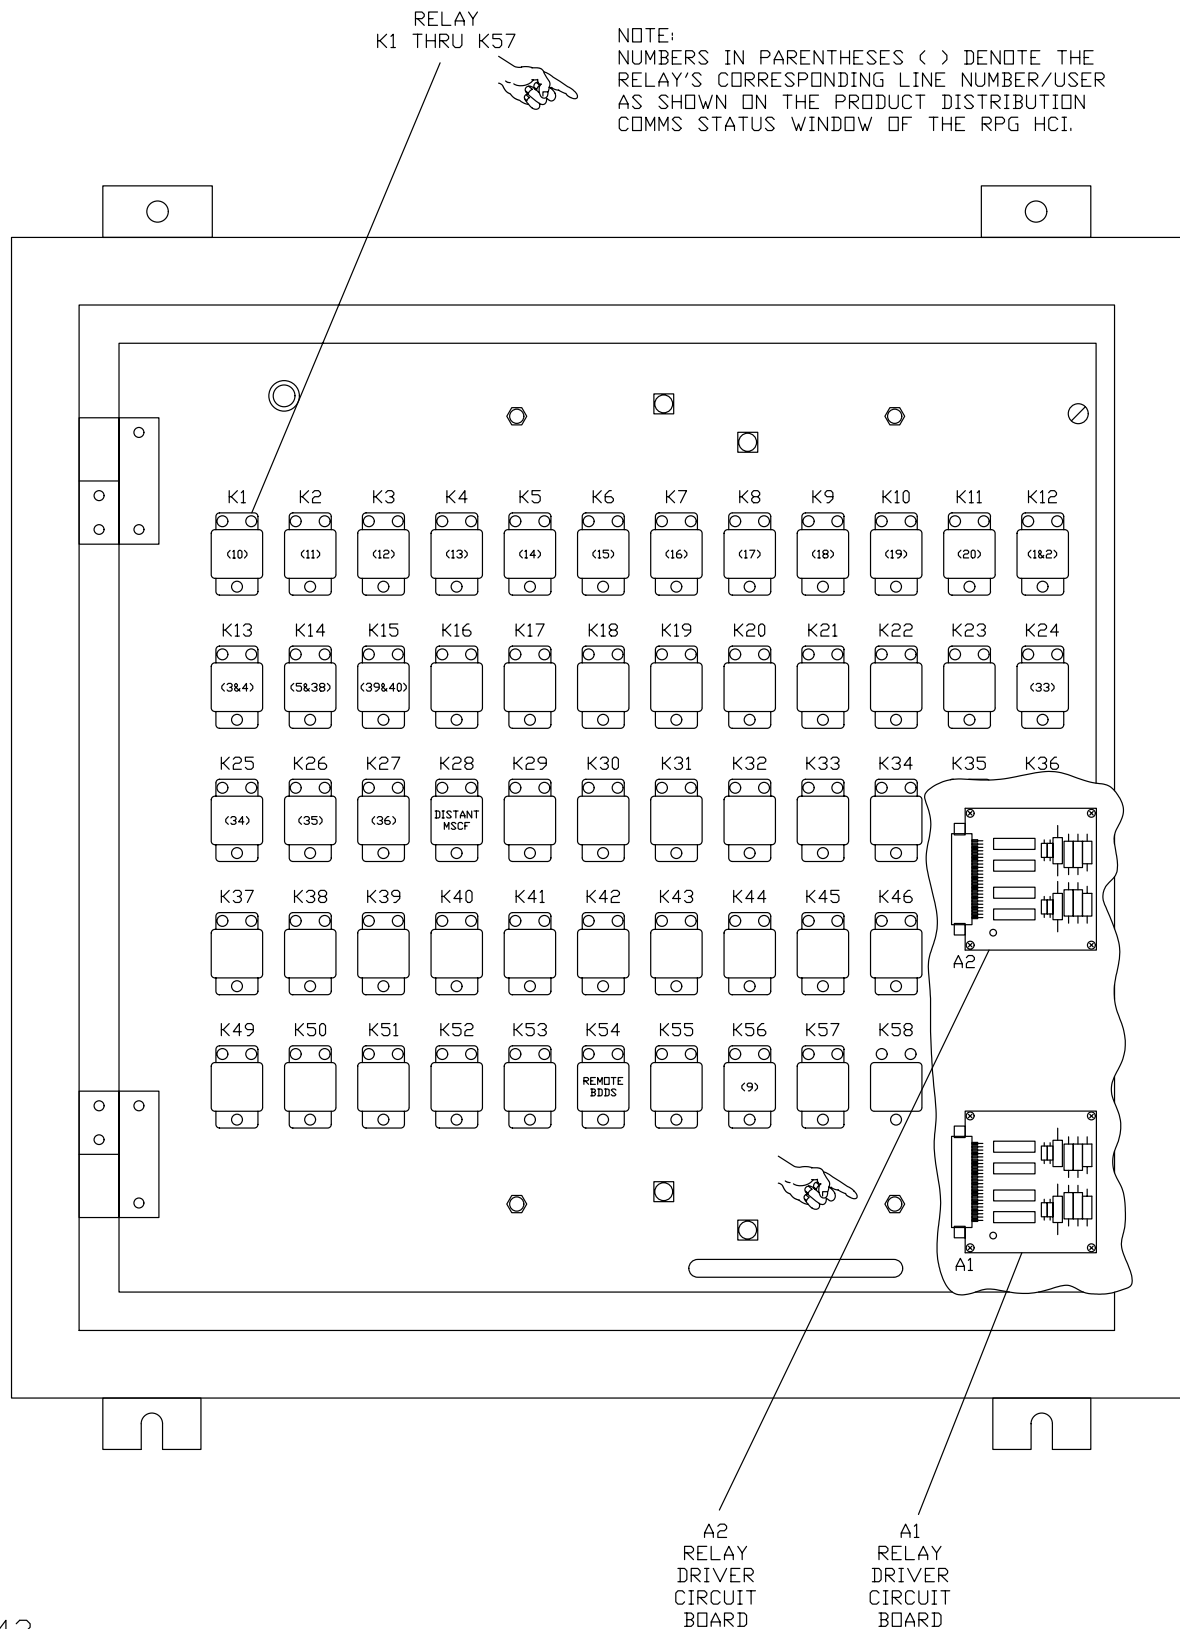 RELAY
K1 THRU K57
NOTE:
NUMBERS IN PARENTHESES ( ) DENOTE THE
RELAY'S CORRESPONDING LINE NUMBER/USER
AS SHOWN ON THE PRODUCT DISTRIBUTION
COMMS STATUS WINDOW OF THE RPG HCI.
K1 K2 K3 K4 K5 K6 K7 K8 K9 K10 K11 K12
(10) (11) (12) (13) (14) (15) (16) (17) (18) (19) (20) (1&2)
K13 K14 K15 K16 K17 K18 K19 K20 K21 K22 K23 K24
(3&4) (5&38) (39&40) (33)
K25 K26 K27 K28 K29 K30 K31 K32 K33 K34 K35 K36
(34) (35) (36) DISTANT
MSCF
K37 K38 K39 K40 K41 K42 K43 K44 K45 K46
A2
K49 K50 K51 K52 K53 K54 K55 K56 K57 K58
REMOTE
BDDS
(9)
A1
A2
RELAY
DRIVER
CIRCUIT
BOARD
A1
RELAY
DRIVER
CIRCUIT
BOARD